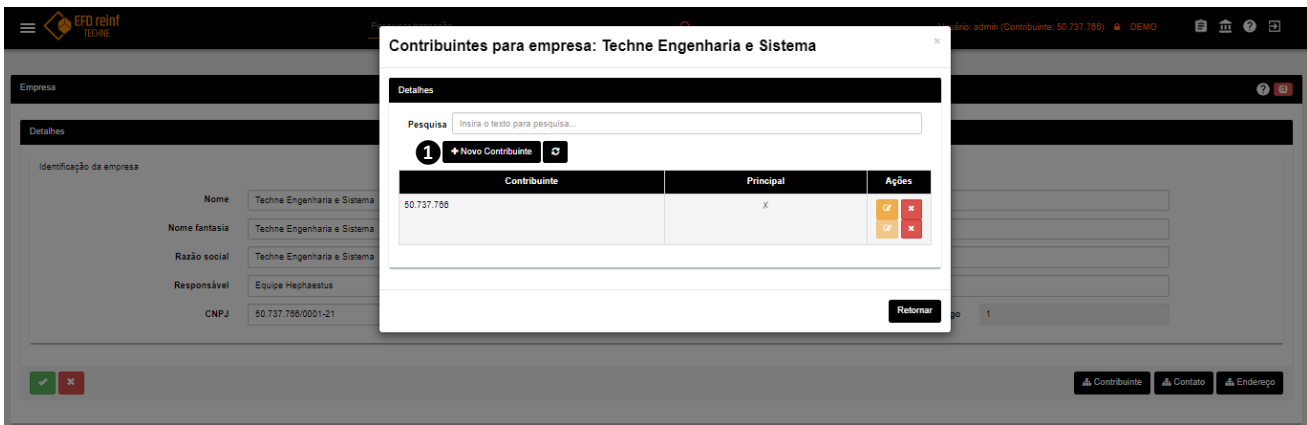 EFD reinf
TECHNE
Usuário: admin (Contribuinte: 50.737.766) DEMO
Contribuintes para empresa: Techne Engenharia e Sistema
×
Empresa
Detalhes
Detalhes
Pesquisa Insira o texto para pesquisa...
1 + Novo Contribuinte
Identificação da empresa
Contribuinte Principal Ações
50.737.766 X
Nome Techne Engenharia e Sistema
Nome fantasia Techne Engenharia e Sistema
Razão social Techne Engenharia e Sistema
Responsável Equipe Hephaestus
CNPJ 50.737.766/0001-21
go 1
Retornar
Contribuinte Contato Endereço